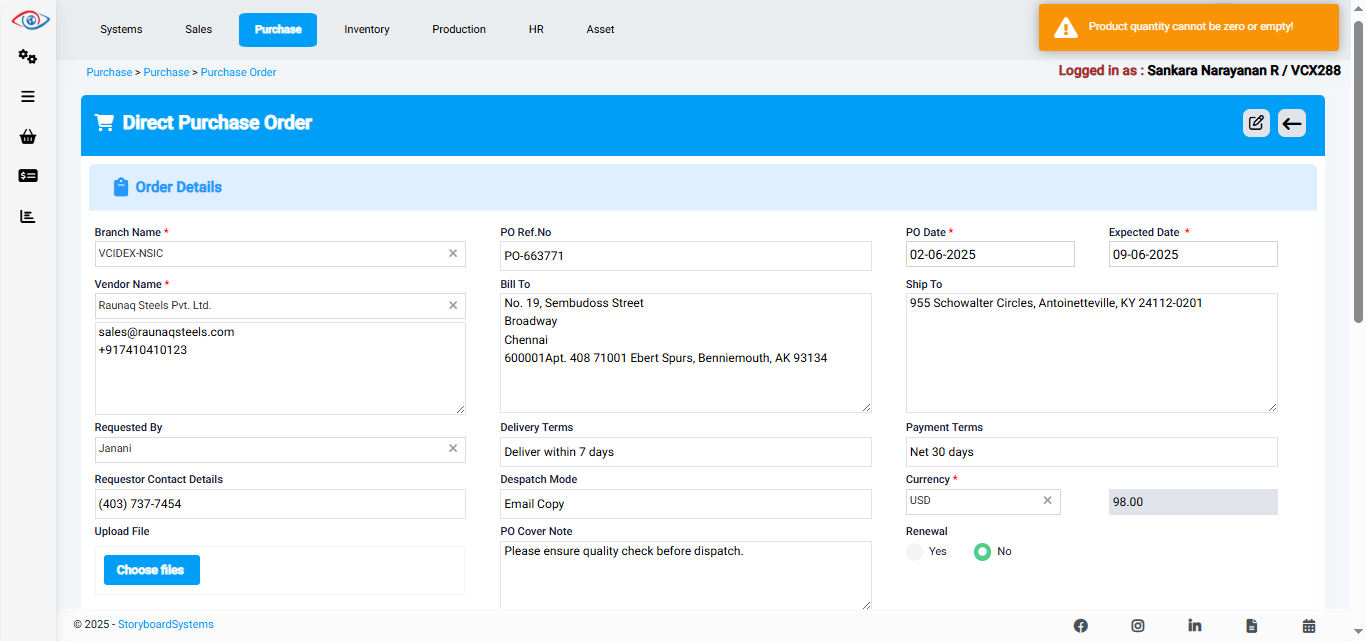 Systems
Sales
Purchase
Inventory
Production
HR
Asset
Product quantity cannot be zero or empty!
Purchase > Purchase > Purchase Order
Logged in as : Sankara Narayanan R / VCX288
Direct Purchase Order
Order Details
Branch Name *
VCIDEX-NSIC
PO Ref.No
PO-663771
PO Date *
02-06-2025
Expected Date *
09-06-2025
Vendor Name *
Raunaq Steels Pvt. Ltd.
sales@raunaqsteels.com
+917410410123
Bill To
No. 19, Sembudoss Street
Broadway
Chennai
600001Apt. 408 71001 Ebert Spurs, Benniemouth, AK 93134
Ship To
955 Schowalter Circles, Antoinetteville, KY 24112-0201
Requested By
Janani
Delivery Terms
Deliver within 7 days
Payment Terms
Net 30 days
Requestor Contact Details
(403) 737-7454
Despatch Mode
Email Copy
Currency *
USD
98.00
Upload File
Choose files
PO Cover Note
Please ensure quality check before dispatch.
Renewal
Yes
No
© 2025 - StoryboardSystems